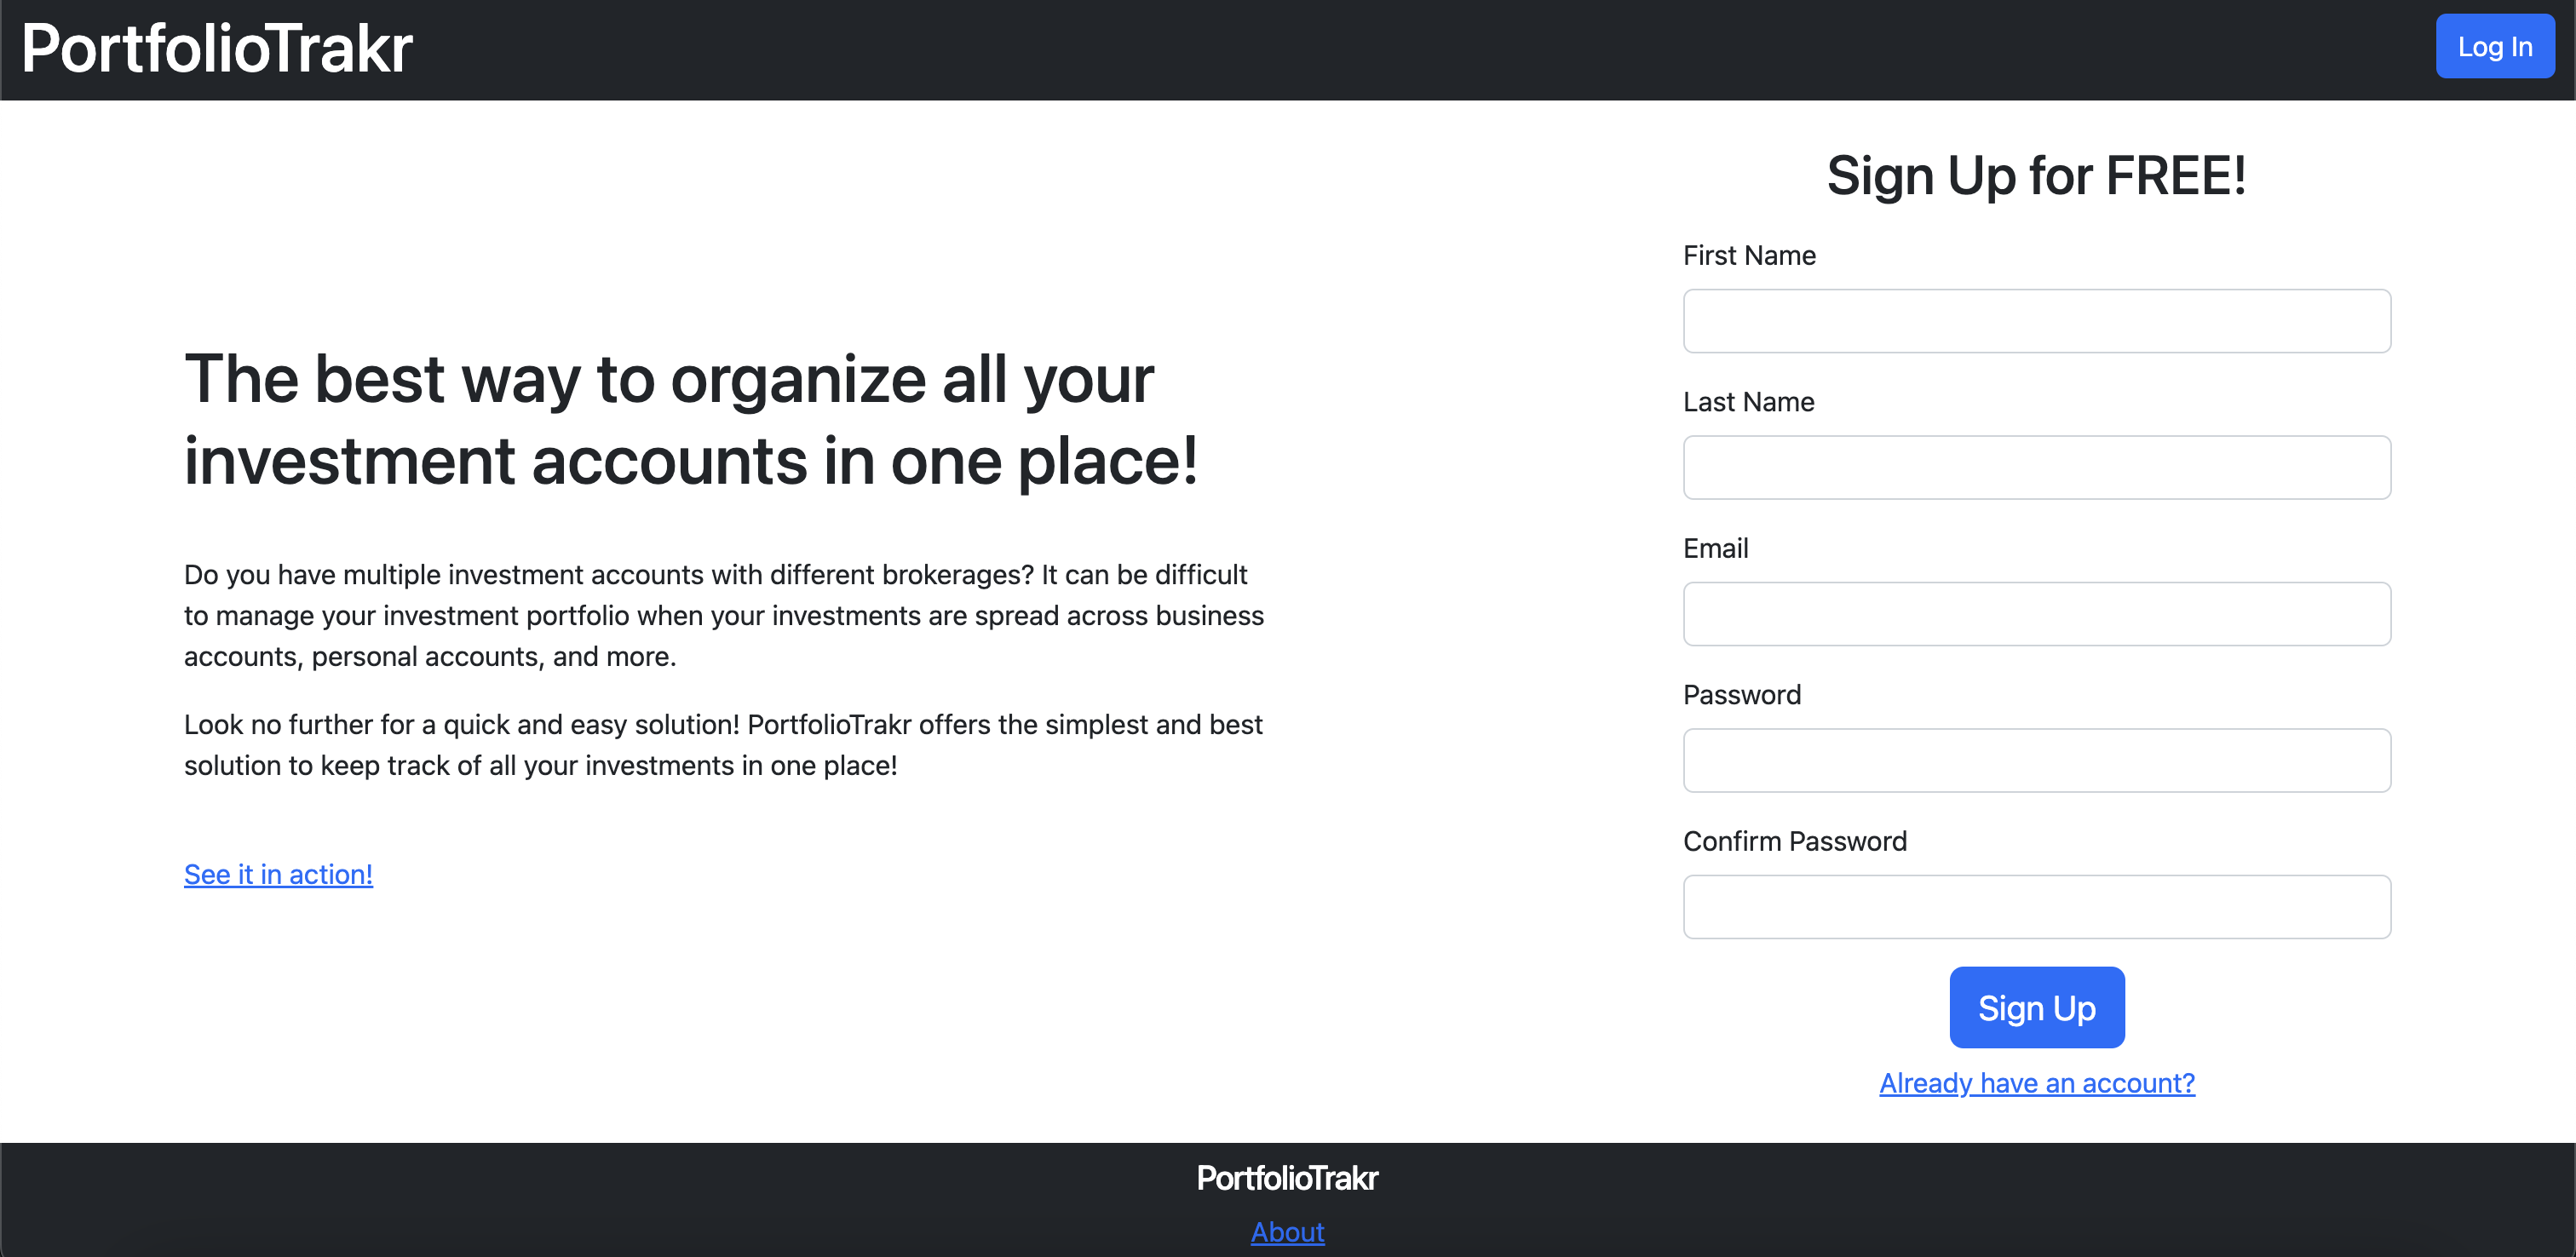 PortfolioTrakr
Log In
The best way to organize all your
investment accounts in one place!
Do you have multiple investment accounts with different brokerages? It can be difficult
to manage your investment portfolio when your investments are spread across business
accounts, personal accounts, and more.
Look no further for a quick and easy solution! PortfolioTrakr offers the simplest and best
solution to keep track of all your investments in one place!
See it in action!
Sign Up for FREE!
First Name
Last Name
Email
Password
Confirm Password
Sign Up
Already have an account?
PortfolioTrakr
About